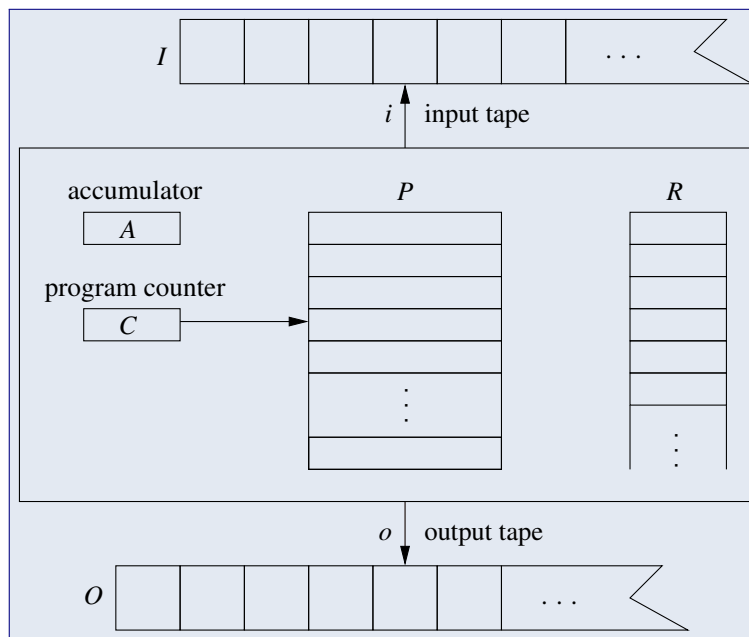 I
. . .
i input tape
accumulator P R
A
program counter
C
o output tape
O
. . .